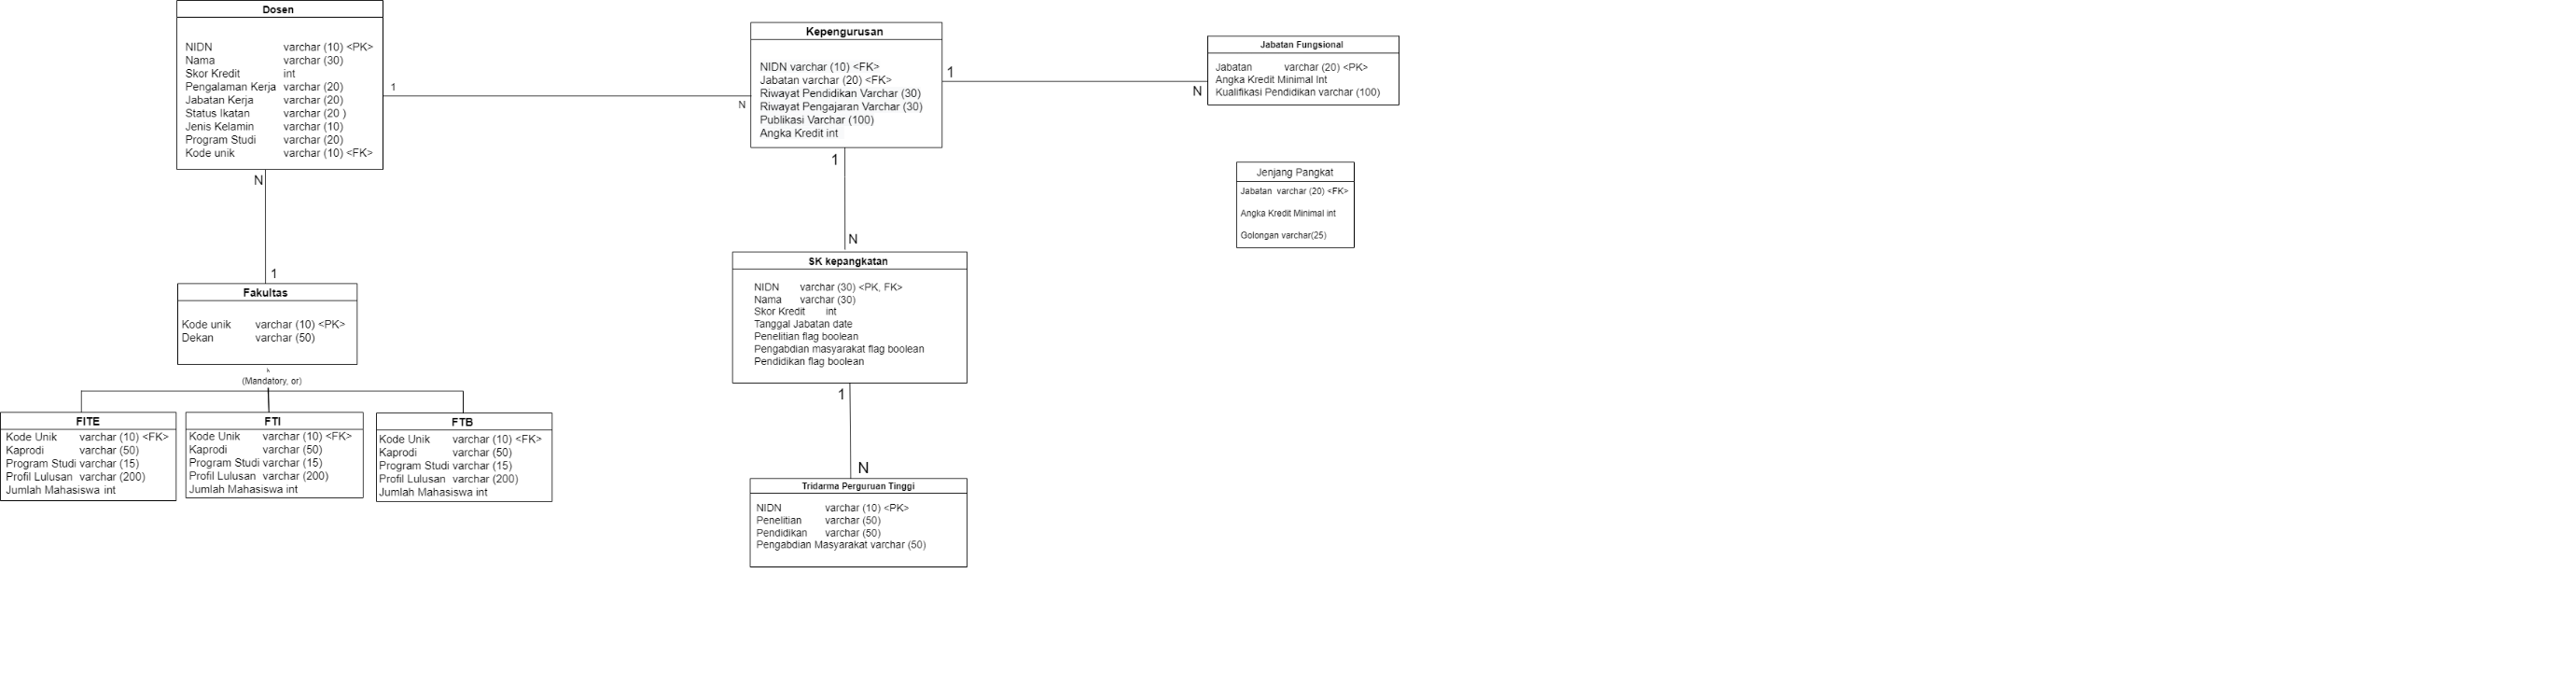 Dosen
NIDN varchar (10) <PK>
Nama varchar (30)
Skor Kredit int
Pengalaman Kerja varchar (20)
Jabatan Kerja varchar (20)
Status Ikatan varchar (20 )
Jenis Kelamin varchar (10)
Program Studi varchar (20)
Kode unik varchar (10) <FK>
1
N
Kepengurusan
NIDN varchar (10) <FK>
Jabatan varchar (20) <FK>
Riwayat Pendidikan Varchar (30)
Riwayat Pengajaran Varchar (30)
Publikasi Varchar (100)
Angka Kredit int
1
N
Jabatan Fungsional
Jabatan varchar (20) <PK>
Angka Kredit Minimal Int
Kualifikasi Pendidikan varchar (100)
Jenjang Pangkat
Jabatan varchar (20) <FK>
Angka Kredit Minimal int
Golongan varchar(25)
N
1
Fakultas
Kode unik varchar (10) <PK>
Dekan varchar (50)
(Mandatory, or)
FITE
Kode Unik varchar (10) <FK>
Kaprodi varchar (50)
Program Studi varchar (15)
Profil Lulusan varchar (200)
Jumlah Mahasiswa int
FTI
Kode Unik varchar (10) <FK>
Kaprodi varchar (50)
Program Studi varchar (15)
Profil Lulusan varchar (200)
Jumlah Mahasiswa int
FTB
Kode Unik varchar (10) <FK>
Kaprodi varchar (50)
Program Studi varchar (15)
Profil Lulusan varchar (200)
Jumlah Mahasiswa int
1
N
SK kepangkatan
NIDN varchar (30) <PK, FK>
Nama varchar (30)
Skor Kredit int
Tanggal Jabatan date
Penelitian flag boolean
Pengabdian masyarakat flag boolean
Pendidikan flag boolean
1
N
Tridarma Perguruan Tinggi
NIDN varchar (10) <PK>
Penelitian varchar (50)
Pendidikan varchar (50)
Pengabdian Masyarakat varchar (50)